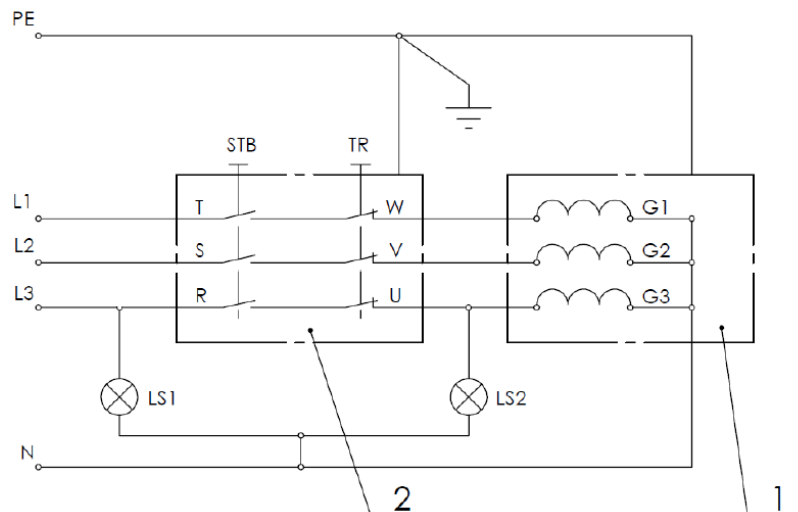 PE
STB TR
L1 T W G1
L2 S V G2
L3 R U G3
LS1 LS2
N
2 1